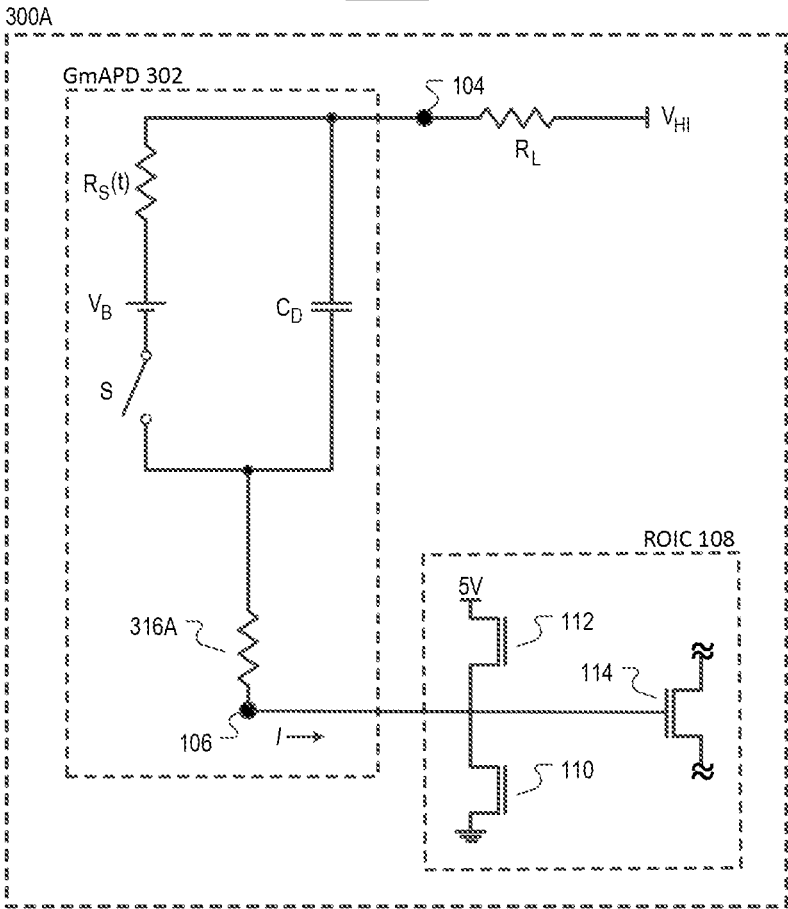 300A
GmAPD 302
104
V_HI
R_L
R_S(t)
V_B
C_D
S
ROIC 108
5V
112
316A
114
106
I
110